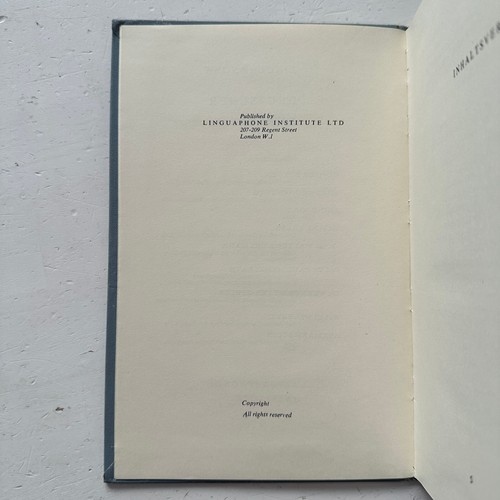 Published by
LINGUAPHONE INSTITUTE LTD
207-209 Regent Street
London W.1
Copyright
All rights reserved